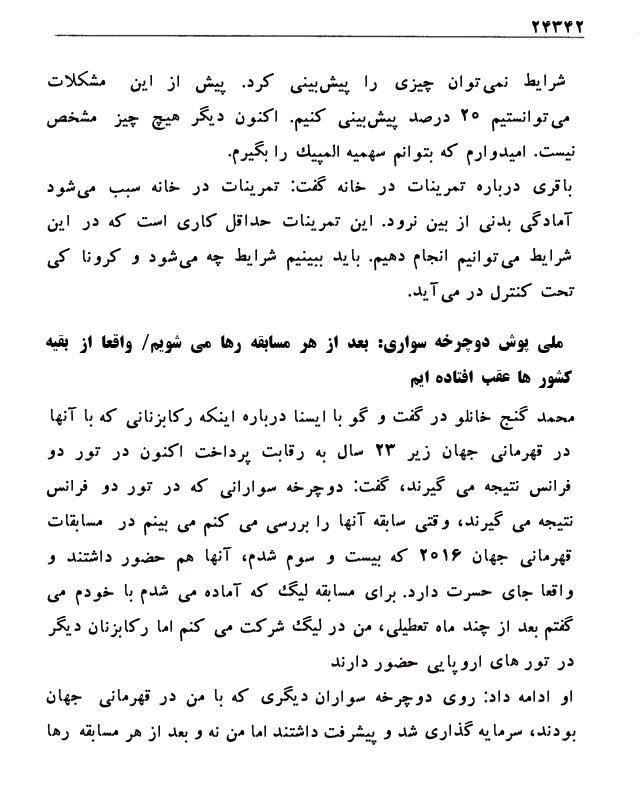 ۲۴۳۴۲
شرایط نمی‌توان چیزی را پیش‌بینی کرد. پیش از این مشکلات
می‌توانستیم ۲۰ درصد پیش‌بینی کنیم. اکنون دیگر هیچ چیز مشخص
نیست. امیدوارم که بتوانم سهمیه المپیک را بگیرم.
باقری درباره تمرینات در خانه گفت: تمرینات در خانه سبب می‌شود
آمادگی بدنی از بین نرود. این تمرینات حداقل کاری است که در این
شرایط می‌توانیم انجام دهیم. باید ببینیم شرایط چه می‌شود و کرونا کی
تحت کنترل در می‌آید.
ملی پوش دوچرخه سواری: بعد از هر مسابقه رها می شویم/ واقعا از بقیه
کشور ها عقب افتاده ایم
محمد گنج خانلو در گفت و گو با ایسنا درباره اینکه رکابزنانی که با آنها
در قهرمانی جهان زیر ۲۳ سال به رقابت پرداخت اکنون در تور دو
فرانس نتیجه می گیرند، گفت: دوچرخه سوارانی که در تور دو فرانس
نتیجه می گیرند، وقتی سابقه آنها را بررسی می کنم می بینم در مسابقات
قهرمانی جهان ۲۰۱۶ که بیست و سوم شدم، آنها هم حضور داشتند و
واقعا جای حسرت دارد. برای مسابقه لیگ که آماده می شدم با خودم می
گفتم بعد از چند ماه تعطیلی، من در لیگ شرکت می کنم اما رکابزنان دیگر
در تور های اروپایی حضور دارند
او ادامه داد: روی دوچرخه سواران دیگری که با من در قهرمانی جهان
بودند، سرمایه گذاری شد و پیشرفت داشتند اما من نه و بعد از هر مسابقه رها